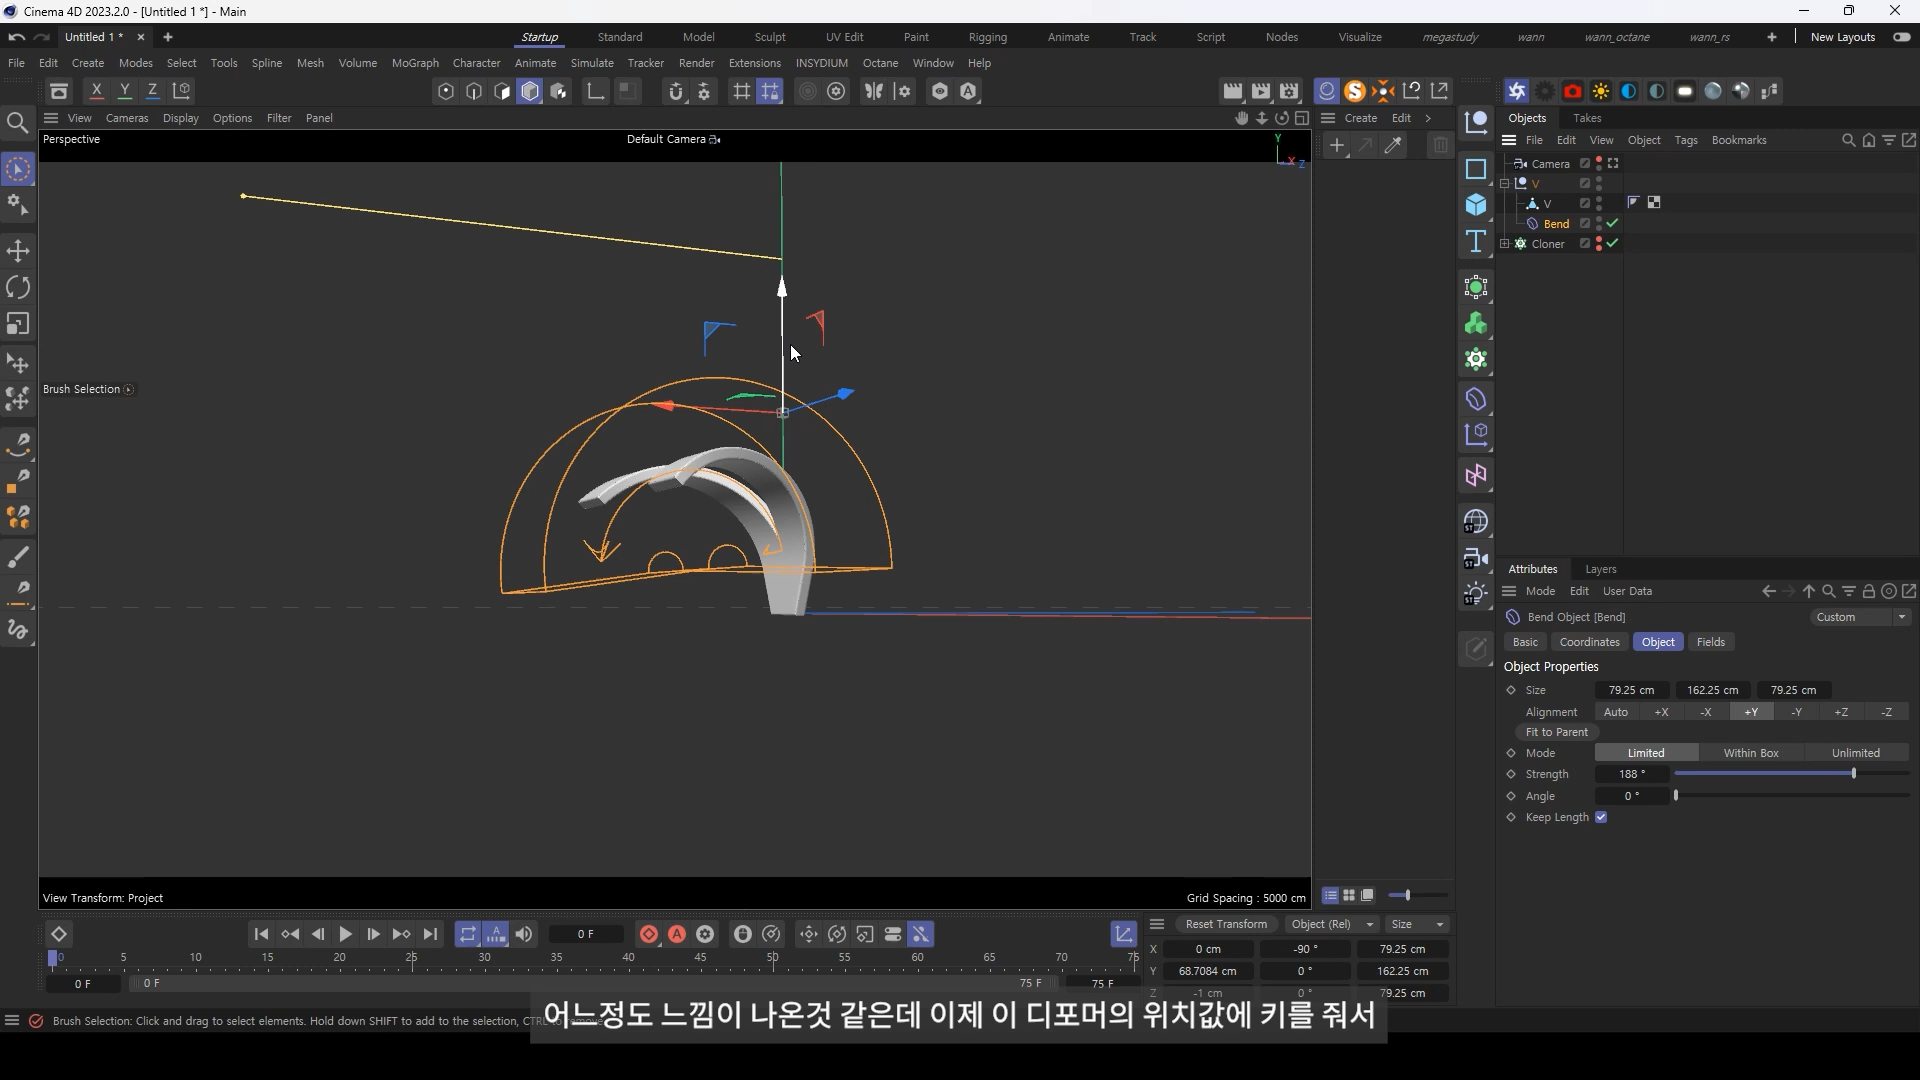 Cinema 4D 2023.2.0 - [Untitled 1 *] - Main
Untitled 1 *
Startup Standard Model Sculpt UV Edit Paint Rigging Animate Track Script Nodes Visualize megastudy wann wann_octane wann_rs New Layouts
File Edit Create Modes Select Tools Spline Mesh Volume MoGraph Character Animate Simulate Tracker Render Extensions INSYDIUM Octane Window Help
X Y Z
View Cameras Display Options Filter Panel
Create Edit
Objects Takes
File Edit View Object Tags Bookmarks
Perspective
Default Camera
Y
X
Z
Camera
V
V
Bend
Cloner
Brush Selection
Attributes Layers
Mode Edit User Data
Bend Object [Bend]
Custom
Basic Coordinates Object Fields
Object Properties
Size 79.25 cm 162.25 cm 79.25 cm
Alignment Auto +X -X +Y -Y +Z -Z
Fit to Parent
Mode Limited Within Box Unlimited
Strength 188 °
Angle 0 °
Keep Length
View Transform: Project
Grid Spacing : 5000 cm
0 F
Reset Transform Object (Rel) Size
0 5 10 15 20 25 30 35 40 45 50 55 60 65 70 75
X 0 cm -90 ° 79.25 cm
Y 68.7084 cm 0 ° 162.25 cm
Z -1 cm 0 ° 79.25 cm
0 F 0 F 75 F 75 F
Brush Selection: Click and drag to select elements. Hold down SHIFT to add to the selection,
어느정도 느낌이 나온것 같은데 이제 이 디포머의 위치값에 키를 줘서